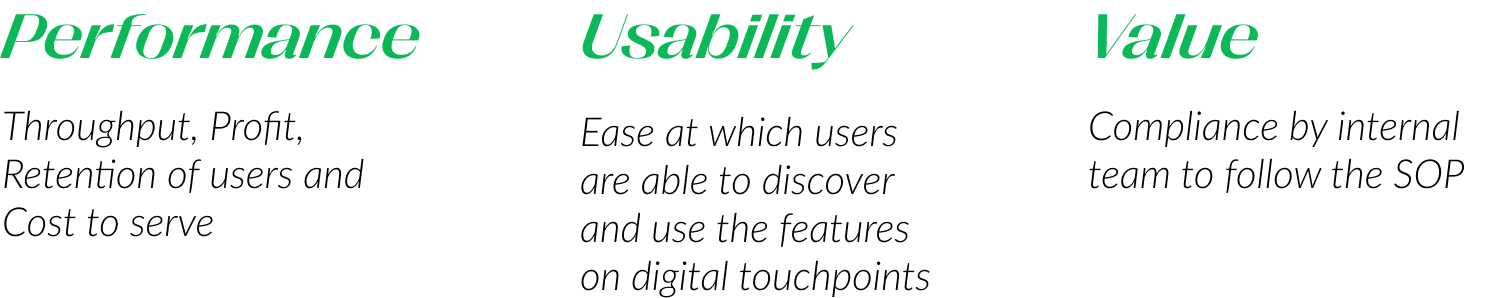 Performance
Throughput, Profit,
Retention of users and
Cost to serve
Usability
Ease at which users
are able to discover
and use the features
on digital touchpoints
Value
Compliance by internal
team to follow the SOP